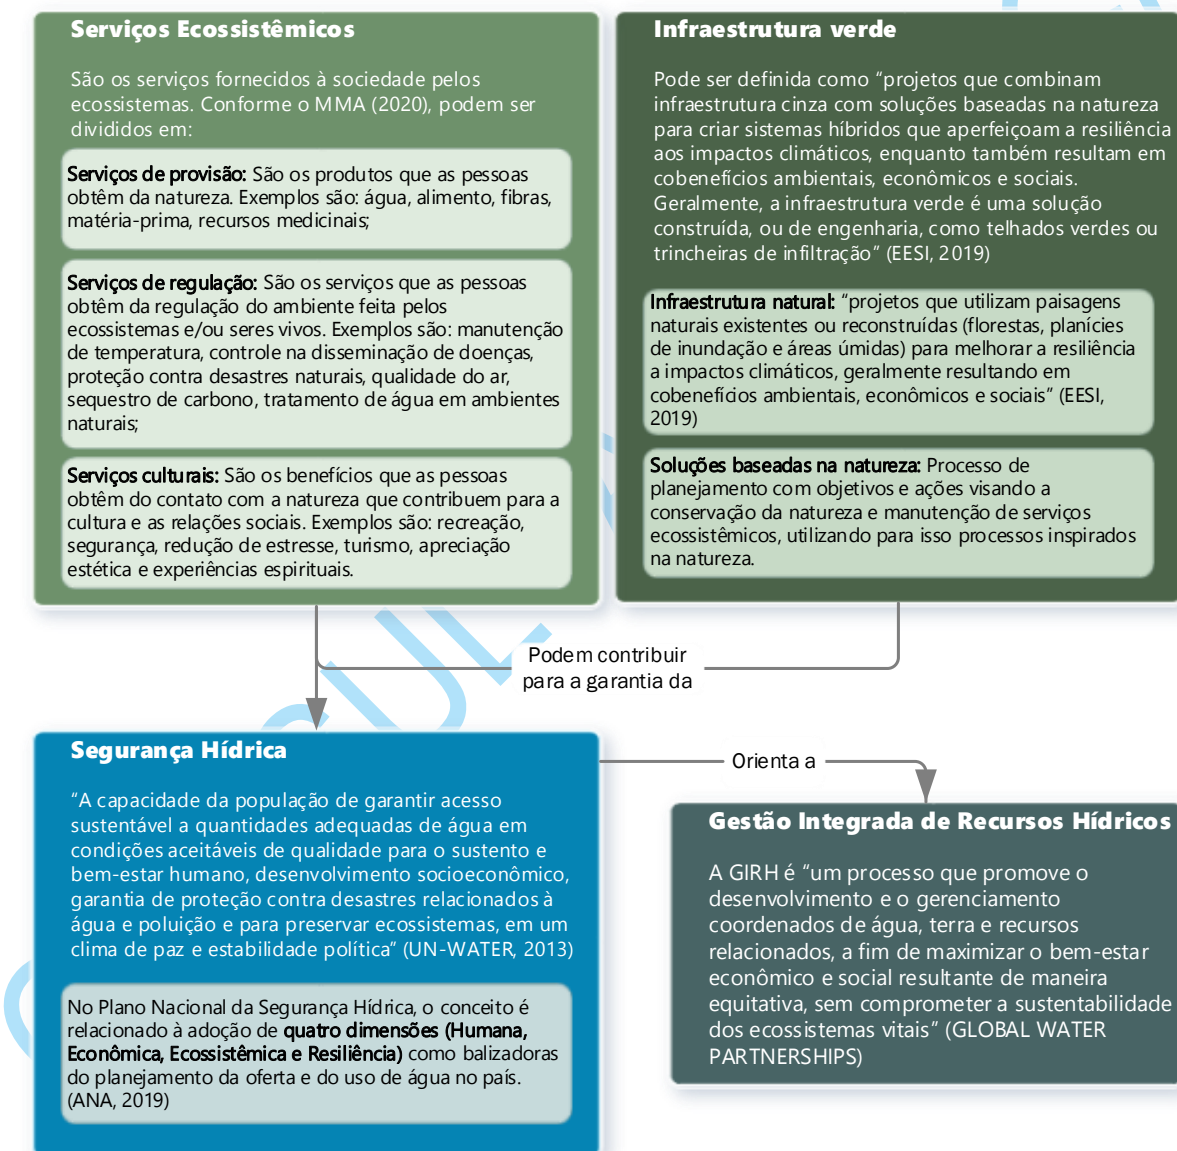 Serviços Ecossistêmicos
São os serviços fornecidos à sociedade pelos
ecossistemas. Conforme o MMA (2020), podem ser
divididos em:
Serviços de provisão: São os produtos que as pessoas
obtêm da natureza. Exemplos são: água, alimento, fibras,
matéria-prima, recursos medicinais;
Serviços de regulação: São os serviços que as pessoas
obtêm da regulação do ambiente feita pelos
ecossistemas e/ou seres vivos. Exemplos são: manutenção
de temperatura, controle na disseminação de doenças,
proteção contra desastres naturais, qualidade do ar,
sequestro de carbono, tratamento de água em ambientes
naturais;
Serviços culturais: São os benefícios que as pessoas
obtêm do contato com a natureza que contribuem para a
cultura e as relações sociais. Exemplos são: recreação,
segurança, redução de estresse, turismo, apreciação
estética e experiências espirituais.
Infraestrutura verde
Pode ser definida como “projetos que combinam
infraestrutura cinza com soluções baseadas na natureza
para criar sistemas híbridos que aperfeiçoam a resiliência
aos impactos climáticos, enquanto também resultam em
cobenefícios ambientais, econômicos e sociais.
Geralmente, a infraestrutura verde é uma solução
construída, ou de engenharia, como telhados verdes ou
trincheiras de infiltração” (EESI, 2019)
Infraestrutura natural: “projetos que utilizam paisagens
naturais existentes ou reconstruídas (florestas, planícies
de inundação e áreas úmidas) para melhorar a resiliência
a impactos climáticos, geralmente resultando em
cobenefícios ambientais, econômicos e sociais” (EESI,
2019)
Soluções baseadas na natureza: Processo de
planejamento com objetivos e ações visando a
conservação da natureza e manutenção de serviços
ecossistêmicos, utilizando para isso processos inspirados
na natureza.
Podem contribuir
para a garantia da
Segurança Hídrica
“A capacidade da população de garantir acesso
sustentável a quantidades adequadas de água em
condições aceitáveis de qualidade para o sustento e
bem-estar humano, desenvolvimento socioeconômico,
garantia de proteção contra desastres relacionados à
água e poluição e para preservar ecossistemas, em um
clima de paz e estabilidade política” (UN-WATER, 2013)
No Plano Nacional da Segurança Hídrica, o conceito é
relacionado à adoção de quatro dimensões (Humana,
Econômica, Ecossistêmica e Resiliência) como balizadoras
do planejamento da oferta e do uso de água no país.
(ANA, 2019)
Orienta a
Gestão Integrada de Recursos Hídricos
A GIRH é “um processo que promove o
desenvolvimento e o gerenciamento
coordenados de água, terra e recursos
relacionados, a fim de maximizar o bem-estar
econômico e social resultante de maneira
equitativa, sem comprometer a sustentabilidade
dos ecossistemas vitais” (GLOBAL WATER
PARTNERSHIPS)